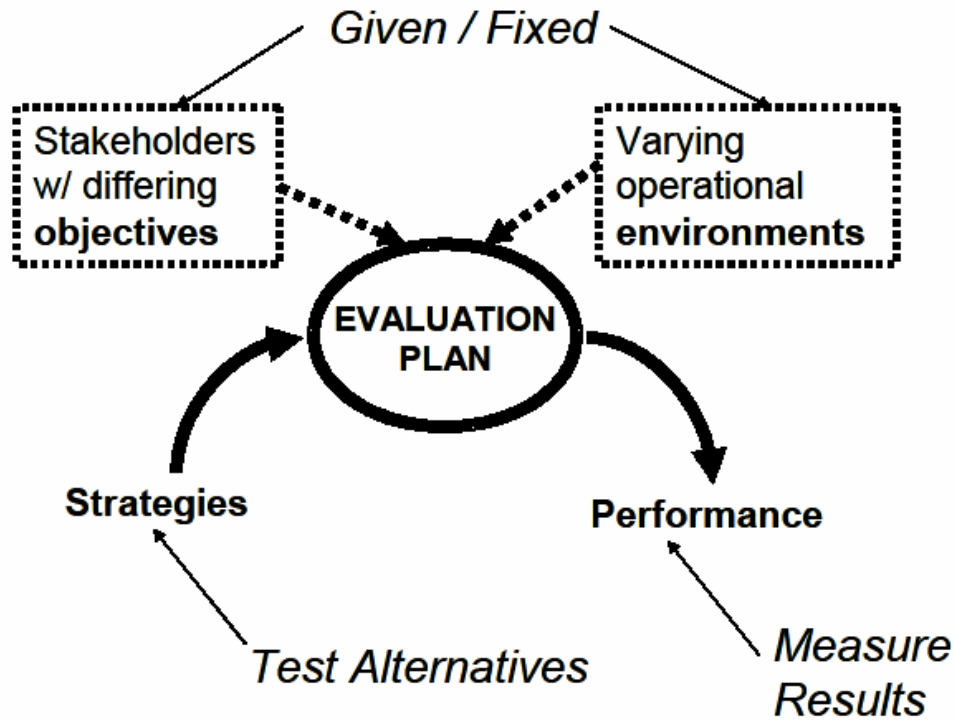 Given / Fixed
Stakeholders
w/ differing
objectives
Varying
operational
environments
EVALUATION
PLAN
Strategies
Performance
Test Alternatives
Measure
Results